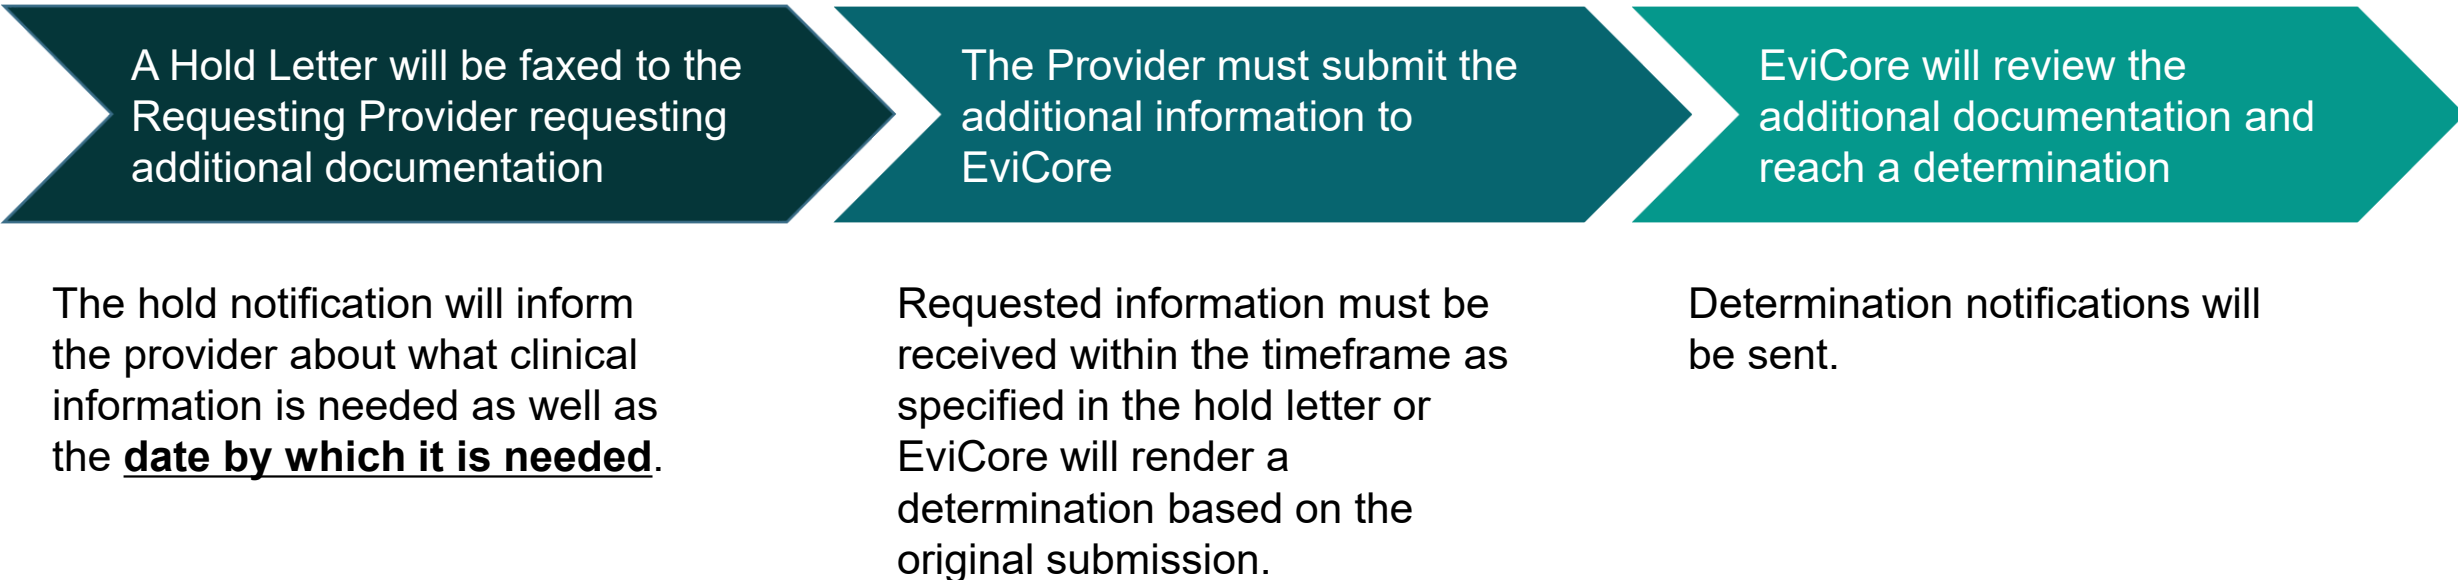 A Hold Letter will be faxed to the
Requesting Provider requesting
additional documentation
The Provider must submit the
additional information to
EviCore
EviCore will review the
additional documentation and
reach a determination
The hold notification will inform
the provider about what clinical
information is needed as well as
the date by which it is needed.
Requested information must be
received within the timeframe as
specified in the hold letter or
EviCore will render a
determination based on the
original submission.
Determination notifications will
be sent.